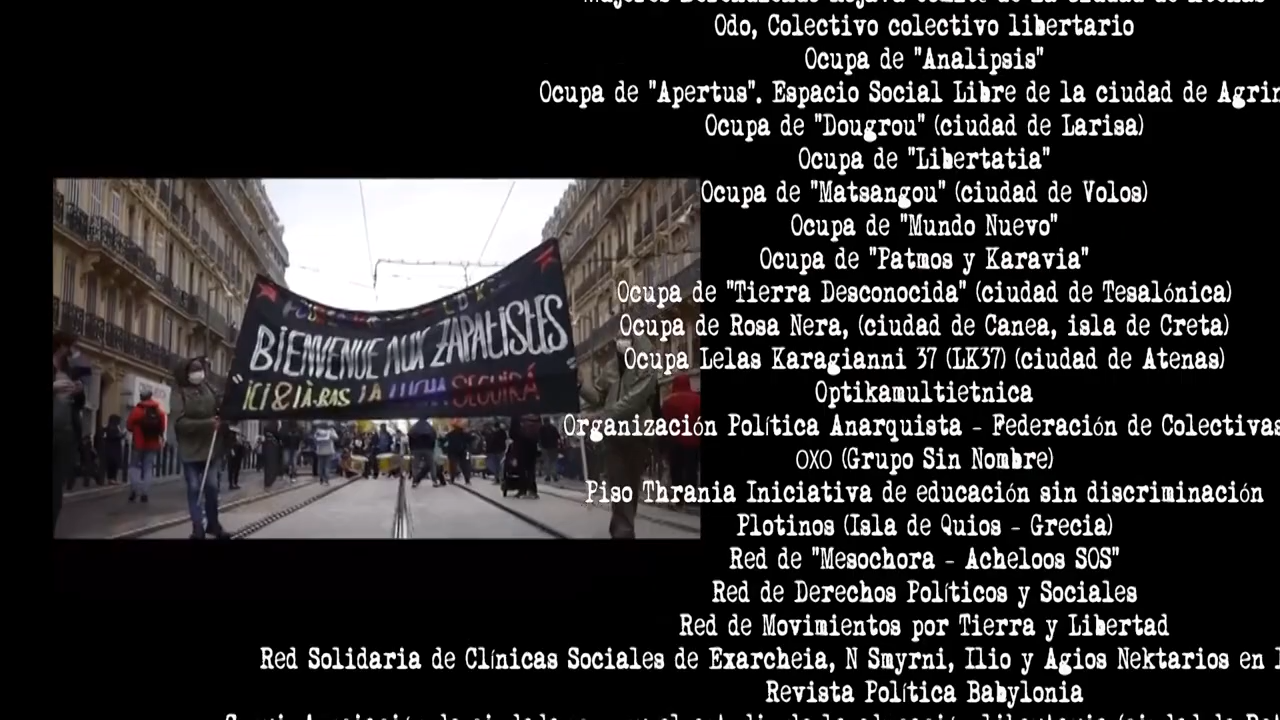 Odo, Colectivo colectivo libertario
Ocupa de "Analipsis"
Ocupa de "Apertus". Espacio Social Libre de la ciudad de
Ocupa de "Dougrou" (ciudad de Larisa)
Ocupa de "Libertatia"
Ocupa de "Matsangou" (ciudad de Volos)
Ocupa de "Mundo Nuevo"
Ocupa de "Patmos y Karavia"
Ocupa de "Tierra Desconocida" (ciudad de Tesalónica)
Ocupa de Rosa Nera, (ciudad de Canea, isla de Creta)
Ocupa Lelas Karagianni 37 (LK37) (ciudad de Atenas)
Optikamultietnica
Organización Política Anarquista - Federación de Colectivas
OXO (Grupo Sin Nombre)
Piso Thrania Iniciativa de educación sin discriminación
Plotinos (Isla de Quios - Grecia)
Red de "Mesochora - Acheloos SOS"
Red de Derechos Políticos y Sociales
Red de Movimientos por Tierra y Libertad
Red Solidaria de Clínicas Sociales de Exarcheia, N Smyrni, Ilio y Agios Nektarios en
Revista Política Babylonia
BIENVENUE AUX ZAPATISTES
"ICI & LÀ-BAS LA LUCHA SEGUIRÁ